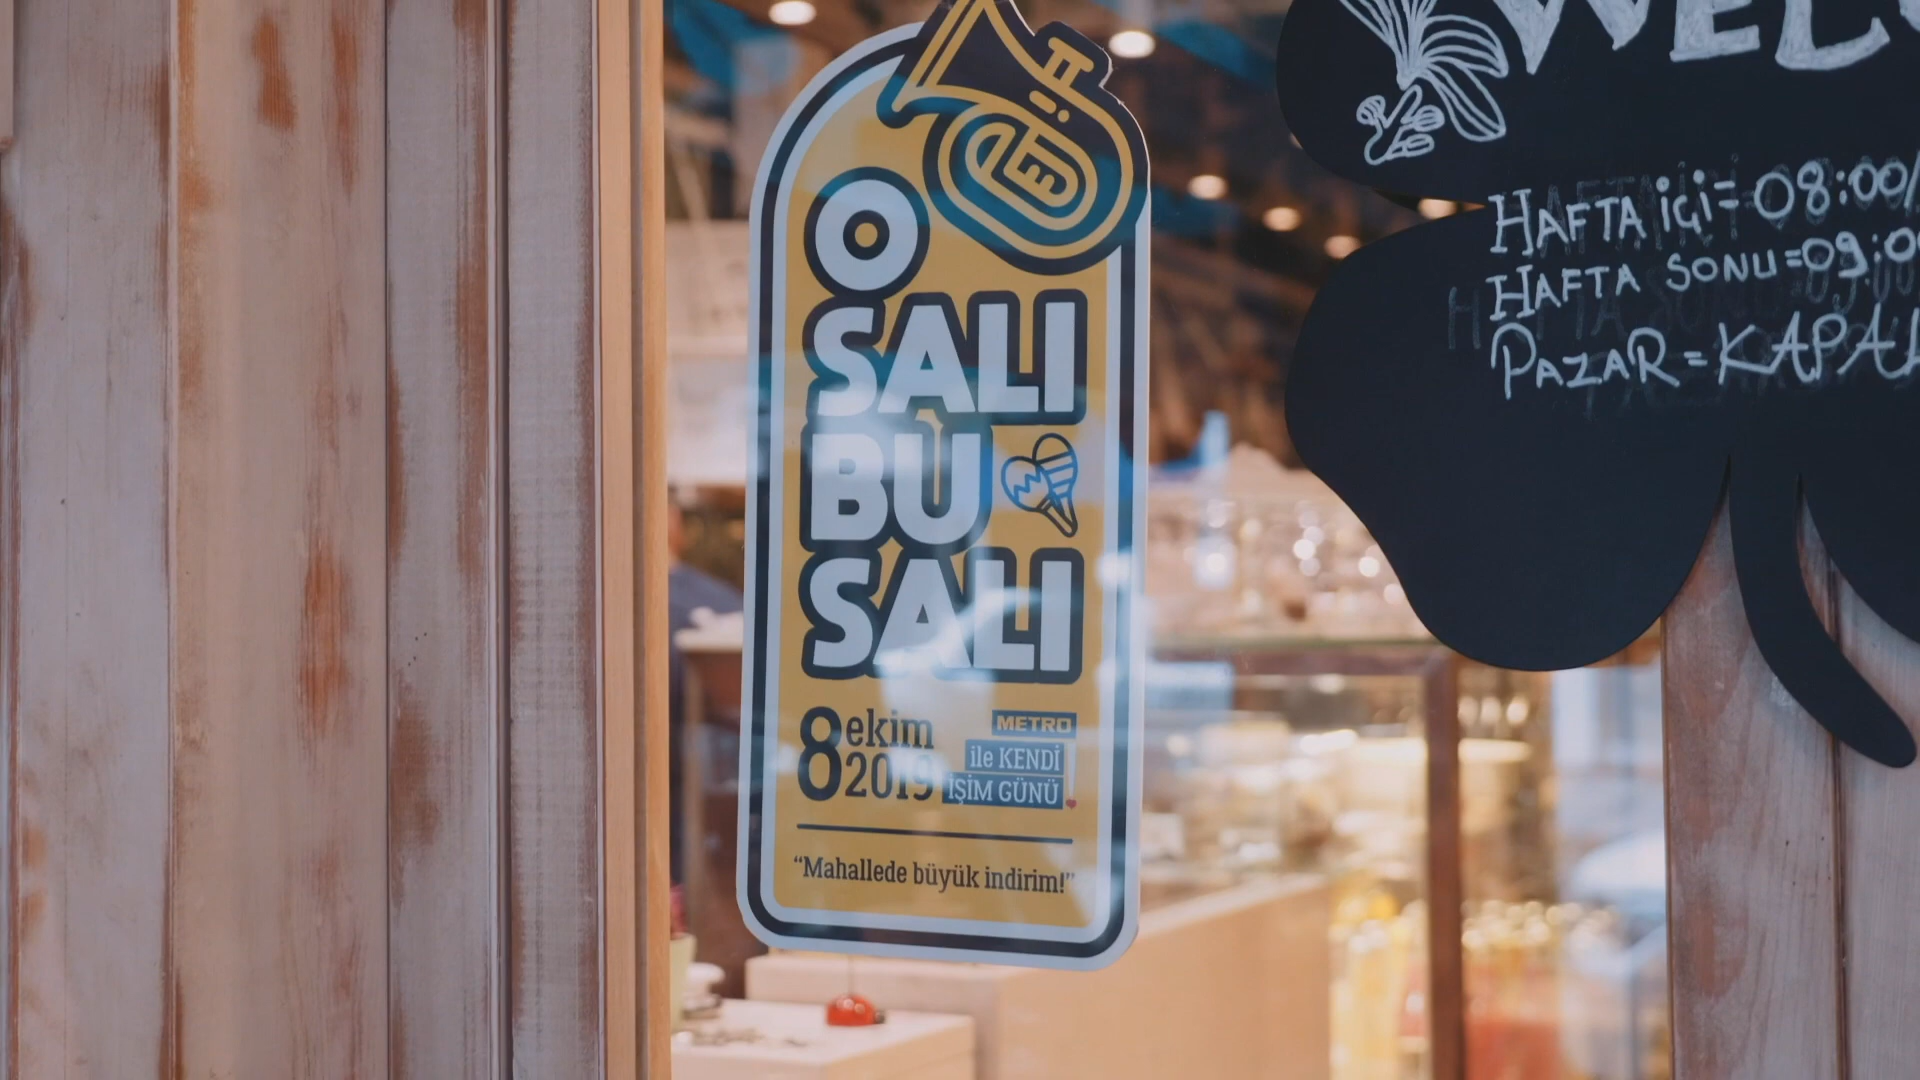 O
SALI
BU
SALI
8 ekim
2019
METRO
ile KENDİ
İŞİM GÜNÜ!
“Mahallede büyük indirim!”
HAFTA içi= 08:00/
HAFTA SONU=09:0
PAZAR=KAPAL